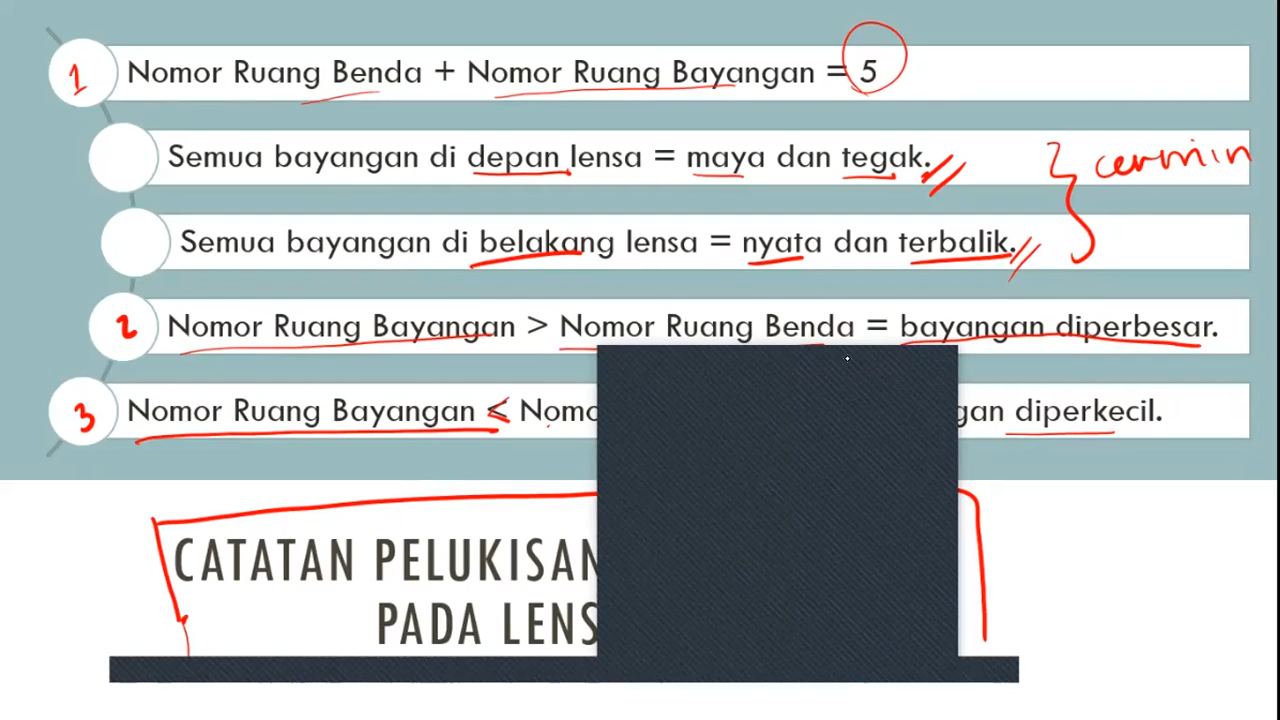 1 Nomor Ruang Benda + Nomor Ruang Bayangan = 5
Semua bayangan di depan lensa = maya dan tegak.
} cermin
Semua bayangan di belakang lensa = nyata dan terbalik.
2 Nomor Ruang Bayangan > Nomor Ruang Benda = bayangan diperbesar.
3 Nomor Ruang Bayangan < Nomo gan diperkecil.
CATATAN PELUKISAN
PADA LENS